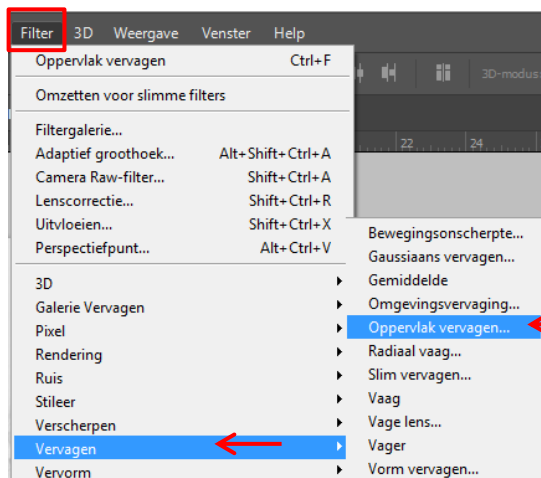 Filter 3D Weergave Venster Help
Oppervlak vervagen Ctrl+F
Omzetten voor slimme filters
Filtergalerie...
Adaptief groothoek... Alt+Shift+Ctrl+A
Camera Raw-filter... Shift+Ctrl+A
Lenscorrectie... Shift+Ctrl+R
Uitvloeien... Shift+Ctrl+X
Perspectiefpunt... Alt+Ctrl+V
3D
Galerie Vervagen
Pixel
Rendering
Ruis
Stileer
Verscherpen
Vervagen
Vervorm
3D-modus:
22 24
Bewegingsonscherpte...
Gaussiaans vervagen...
Gemiddelde
Omgevingsvervaging...
Oppervlak vervagen...
Radiaal vaag...
Slim vervagen...
Vaag
Vage lens...
Vager
Vorm vervagen...